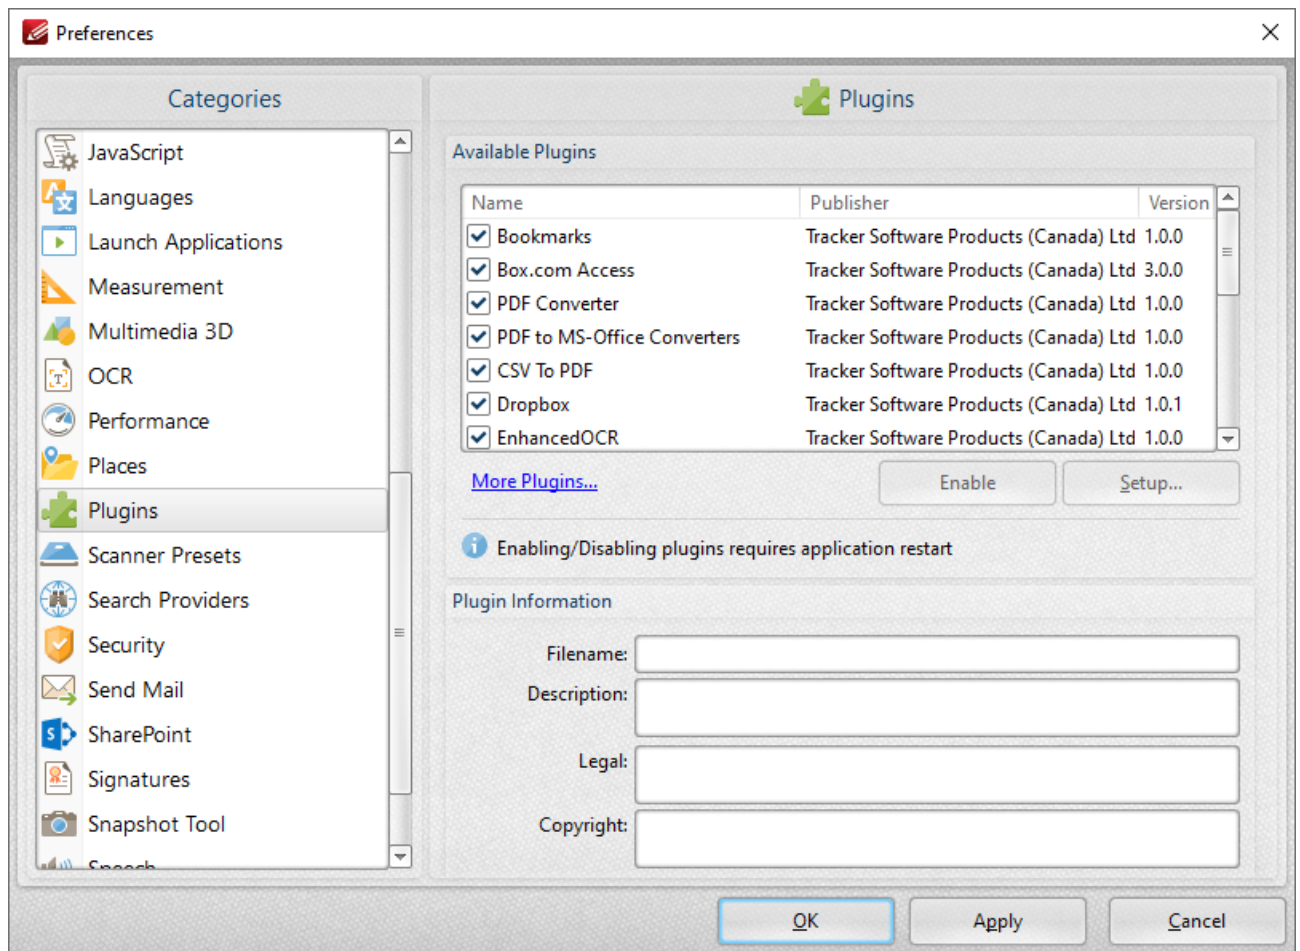 Preferences
Categories
JavaScript
Languages
Launch Applications
Measurement
Multimedia 3D
OCR
Performance
Places
Plugins
Scanner Presets
Search Providers
Security
Send Mail
SharePoint
Signatures
Snapshot Tool
Speech
Plugins
Available Plugins
Name Publisher Version
Bookmarks Tracker Software Products (Canada) Ltd 1.0.0
Box.com Access Tracker Software Products (Canada) Ltd 3.0.0
PDF Converter Tracker Software Products (Canada) Ltd 1.0.0
PDF to MS-Office Converters Tracker Software Products (Canada) Ltd 1.0.0
CSV To PDF Tracker Software Products (Canada) Ltd 1.0.0
Dropbox Tracker Software Products (Canada) Ltd 1.0.1
EnhancedOCR Tracker Software Products (Canada) Ltd 1.0.0
More Plugins... Enable Setup...
Enabling/Disabling plugins requires application restart
Plugin Information
Filename:
Description:
Legal:
Copyright:
OK Apply Cancel